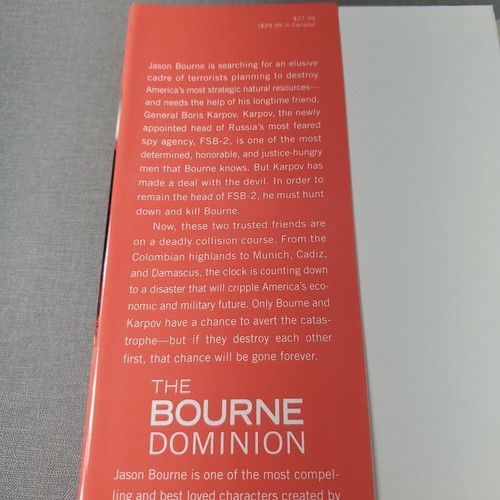 $27.99
($29.99 in Canada)
Jason Bourne is searching for an elusive
cadre of terrorists planning to destroy
America's most strategic natural resources—
and needs the help of his longtime friend,
General Boris Karpov. Karpov, the newly
appointed head of Russia's most feared
spy agency, FSB-2, is one of the most
determined, honorable, and justice-hungry
men that Bourne knows. But Karpov has
made a deal with the devil. In order to
remain the head of FSB-2, he must hunt
down and kill Bourne.
Now, these two trusted friends are
on a deadly collision course. From the
Colombian highlands to Munich, Cadiz,
and Damascus, the clock is counting down
to a disaster that will cripple America's eco-
nomic and military future. Only Bourne and
Karpov have a chance to avert the catas-
trophe—but if they destroy each other
first, that chance will be gone forever.
THE
BOURNE
DOMINION
Jason Bourne is one of the most compel-
ling and best loved characters created by